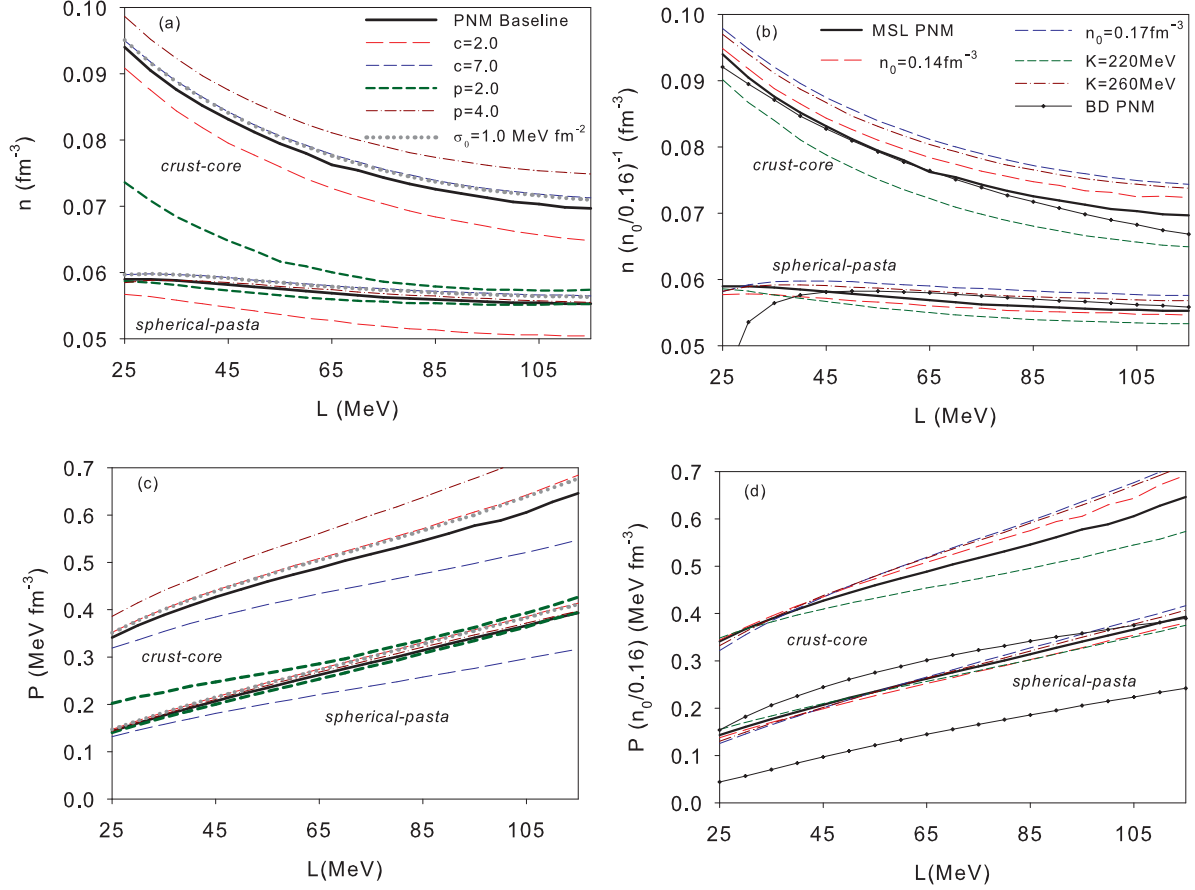 (a)
PNM Baseline
c=2.0
c=7.0
p=2.0
p=4.0
σ0=1.0 MeV fm-2
crust-core
spherical-pasta
n (fm-3)
0.10
0.09
0.08
0.07
0.06
0.05
25
45
65
85
105
L (MeV)
(b)
MSL PNM
n0=0.14fm-3
n0=0.17fm-3
K=220MeV
K=260MeV
BD PNM
crust-core
spherical-pasta
n (n0/0.16)-1 (fm-3)
0.10
0.09
0.08
0.07
0.06
0.05
25
45
65
85
105
L (MeV)
(c)
crust-core
spherical-pasta
P (MeV fm-3)
0.7
0.6
0.5
0.4
0.3
0.2
0.1
0.0
25
45
65
85
105
L(MeV)
(d)
crust-core
spherical-pasta
P (n0/0.16) (MeV fm-3)
0.7
0.6
0.5
0.4
0.3
0.2
0.1
0.0
25
45
65
85
105
L(MeV)